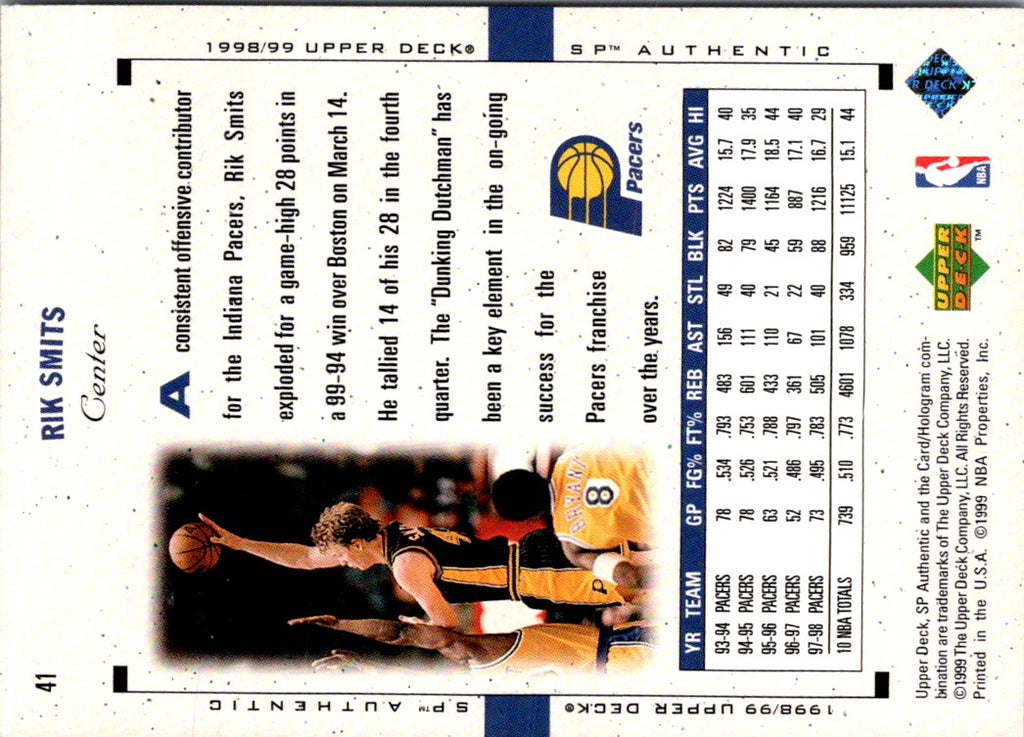 41
RIK SMITS
Center
1998/99 UPPER DECK® SP™ AUTHENTIC
1998/99 UPPER DECK® SP™ AUTHENTIC
A consistent offensive contributor
for the Indiana Pacers, Rik Smits
exploded for a game-high 28 points in
a 99-94 win over Boston on March 14.
He tallied 14 of his 28 in the fourth
quarter. The "Dunking Dutchman" has
been a key element in the on-going
success for the
Pacers franchise
over the years.
Pacers
BRYANT
8
P
YR TEAM GP FG% FT% REB AST STL BLK PTS AVG HI
93-94 PACERS 78 .534 .793 483 156 49 82 1224 15.7 40
94-95 PACERS 78 .526 .753 601 111 40 79 1400 17.9 35
95-96 PACERS 63 .521 .788 433 110 21 45 1164 18.5 44
96-97 PACERS 52 .486 .797 361 67 22 59 887 17.1 40
97-98 PACERS 73 .495 .783 505 101 40 88 1216 16.7 29
10 NBA TOTALS 739 .510 .773 4601 1078 334 959 11125 15.1 44
Upper Deck, SP Authentic and the Card/Hologram com-
bination are trademarks of The Upper Deck Company, LLC.
©1999 The Upper Deck Company, LLC. All Rights Reserved.
Printed in the U.S.A. ©1999 NBA Properties, Inc.
UPPER
DECK™
NBA